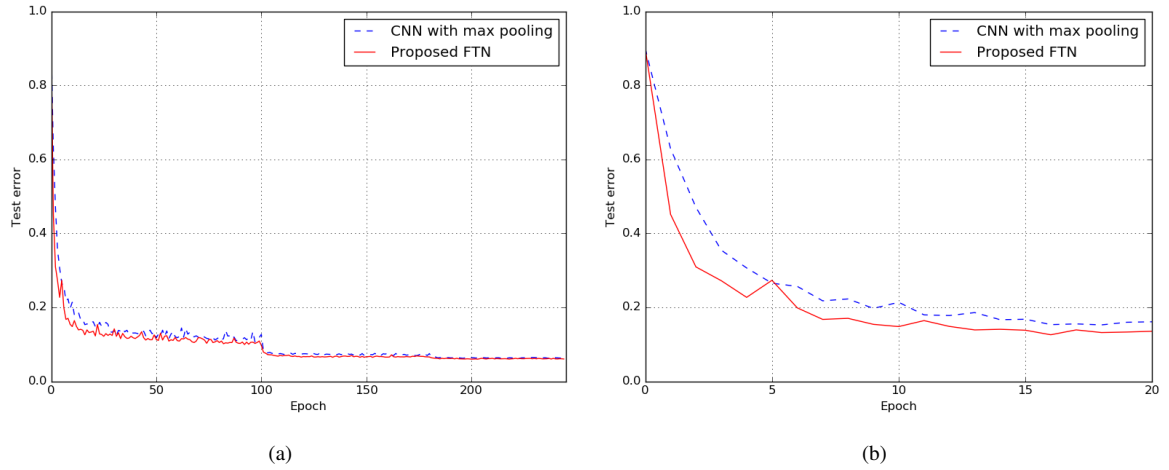 1.0
0.8
0.6
0.4
0.2
0.0
Test error
0
50
100
150
200
Epoch
CNN with max pooling
Proposed FTN
(a)
1.0
0.8
0.6
0.4
0.2
0.0
Test error
0
5
10
15
20
Epoch
CNN with max pooling
Proposed FTN
(b)